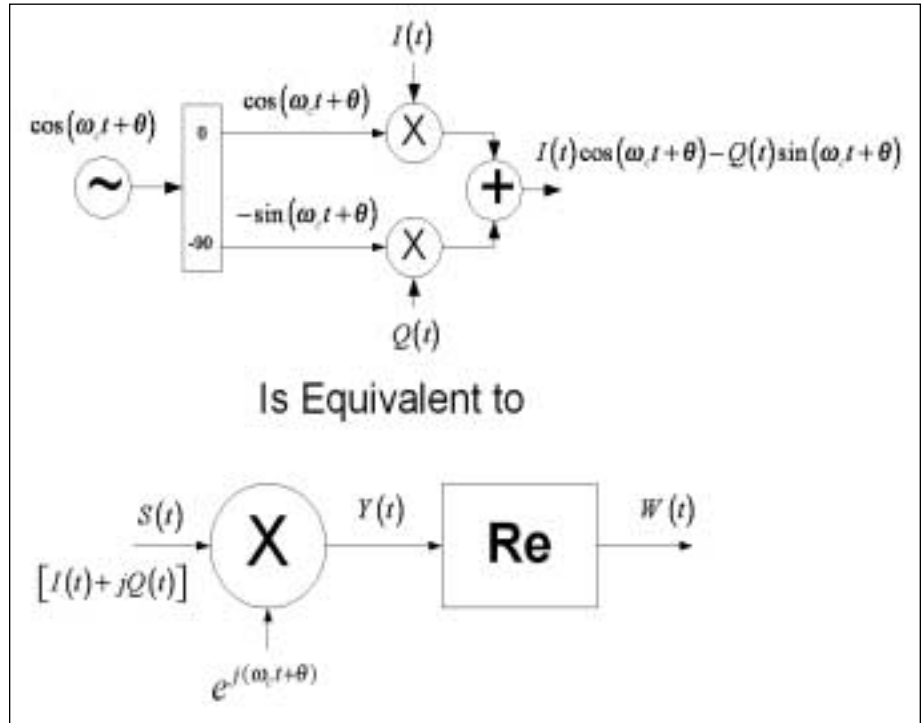 I(t)
cos(ω_c t + θ)
cos(ω_c t + θ)
0
X
+
I(t)cos(ω_c t + θ) − Q(t)sin(ω_c t + θ)
~
−sin(ω_c t + θ)
-90
X
Q(t)
Is Equivalent to
S(t)
[I(t) + jQ(t)]
X
Y(t)
Re
W(t)
e^{j(ω_c t+θ)}